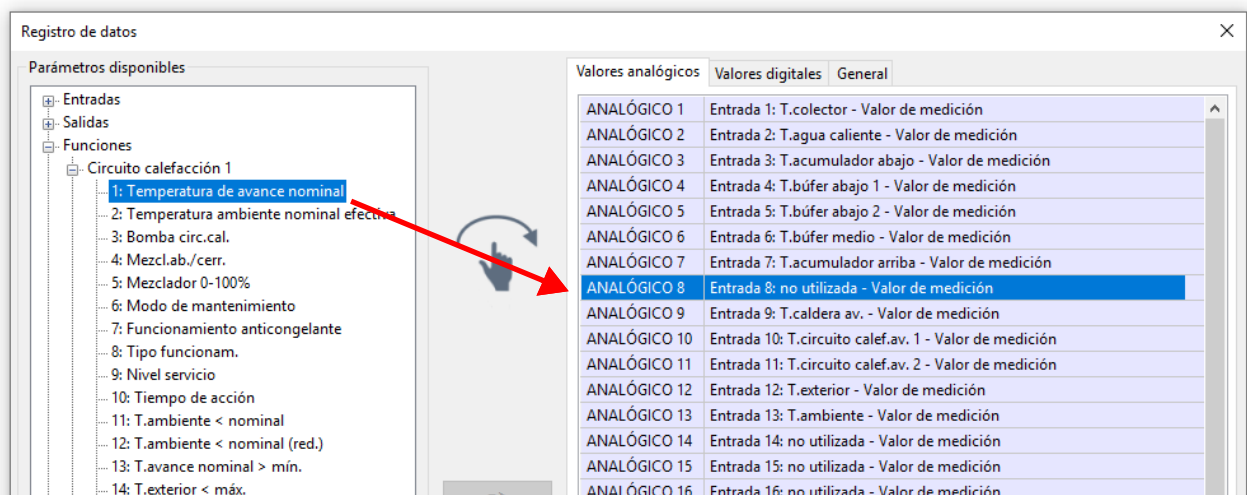 Registro de datos
Parámetros disponibles
Entradas
Salidas
Funciones
Circuito calefacción 1
1: Temperatura de avance nominal
2: Temperatura ambiente nominal efectiva
3: Bomba circ.cal.
4: Mezcl.ab./cerr.
5: Mezclador 0-100%
6: Modo de mantenimiento
7: Funcionamiento anticongelante
8: Tipo funcionam.
9: Nivel servicio
10: Tiempo de acción
11: T.ambiente < nominal
12: T.ambiente < nominal (red.)
13: T.avance nominal > mín.
14: T.exterior < máx.
Valores analógicos Valores digitales General
ANALÓGICO 1 Entrada 1: T.colector - Valor de medición
ANALÓGICO 2 Entrada 2: T.agua caliente - Valor de medición
ANALÓGICO 3 Entrada 3: T.acumulador abajo - Valor de medición
ANALÓGICO 4 Entrada 4: T.búfer abajo 1 - Valor de medición
ANALÓGICO 5 Entrada 5: T.búfer abajo 2 - Valor de medición
ANALÓGICO 6 Entrada 6: T.búfer medio - Valor de medición
ANALÓGICO 7 Entrada 7: T.acumulador arriba - Valor de medición
ANALÓGICO 8 Entrada 8: no utilizada - Valor de medición
ANALÓGICO 9 Entrada 9: T.caldera av. - Valor de medición
ANALÓGICO 10 Entrada 10: T.circuito calef.av. 1 - Valor de medición
ANALÓGICO 11 Entrada 11: T.circuito calef.av. 2 - Valor de medición
ANALÓGICO 12 Entrada 12: T.exterior - Valor de medición
ANALÓGICO 13 Entrada 13: T.ambiente - Valor de medición
ANALÓGICO 14 Entrada 14: no utilizada - Valor de medición
ANALÓGICO 15 Entrada 15: no utilizada - Valor de medición
ANALÓGICO 16 Entrada 16: no utilizada - Valor de medición